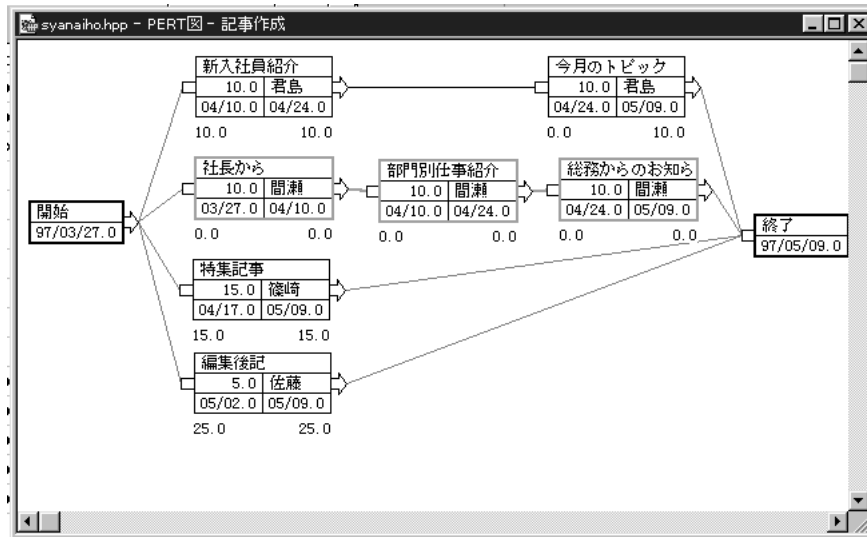 syanaiho.hpp - PERT図 - 記事作成
新入社員紹介
10.0 君島
04/10.0 04/24.0
10.0 10.0
今月のトピック
10.0 君島
04/24.0 05/09.0
0.0 10.0
社長から
10.0 間瀬
03/27.0 04/10.0
0.0 0.0
部門別仕事紹介
10.0 間瀬
04/10.0 04/24.0
0.0 0.0
総務からのお知ら
10.0 間瀬
04/24.0 05/09.0
0.0 0.0
開始
97/03/27.0
終了
97/05/09.0
特集記事
15.0 篠崎
04/17.0 05/09.0
15.0 15.0
編集後記
5.0 佐藤
05/02.0 05/09.0
25.0 25.0